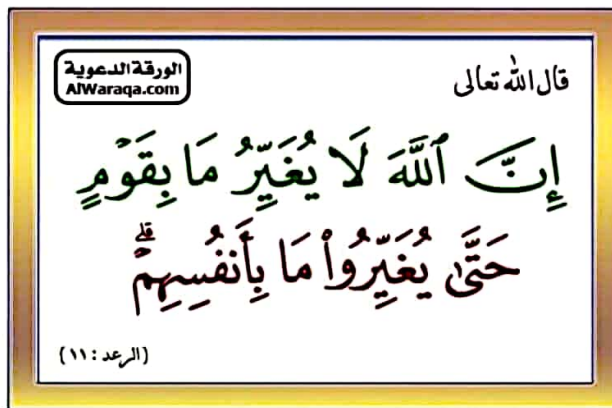 الورقة الدعوية
AlWaraqa.com
قال الله تعالى
إِنَّ ٱللَّهَ لَا يُغَيِّرُ مَا بِقَوْمٍ
حَتَّىٰ يُغَيِّرُوا۟ مَا بِأَنفُسِهِمْ ۗ
(الرعد : ١١)